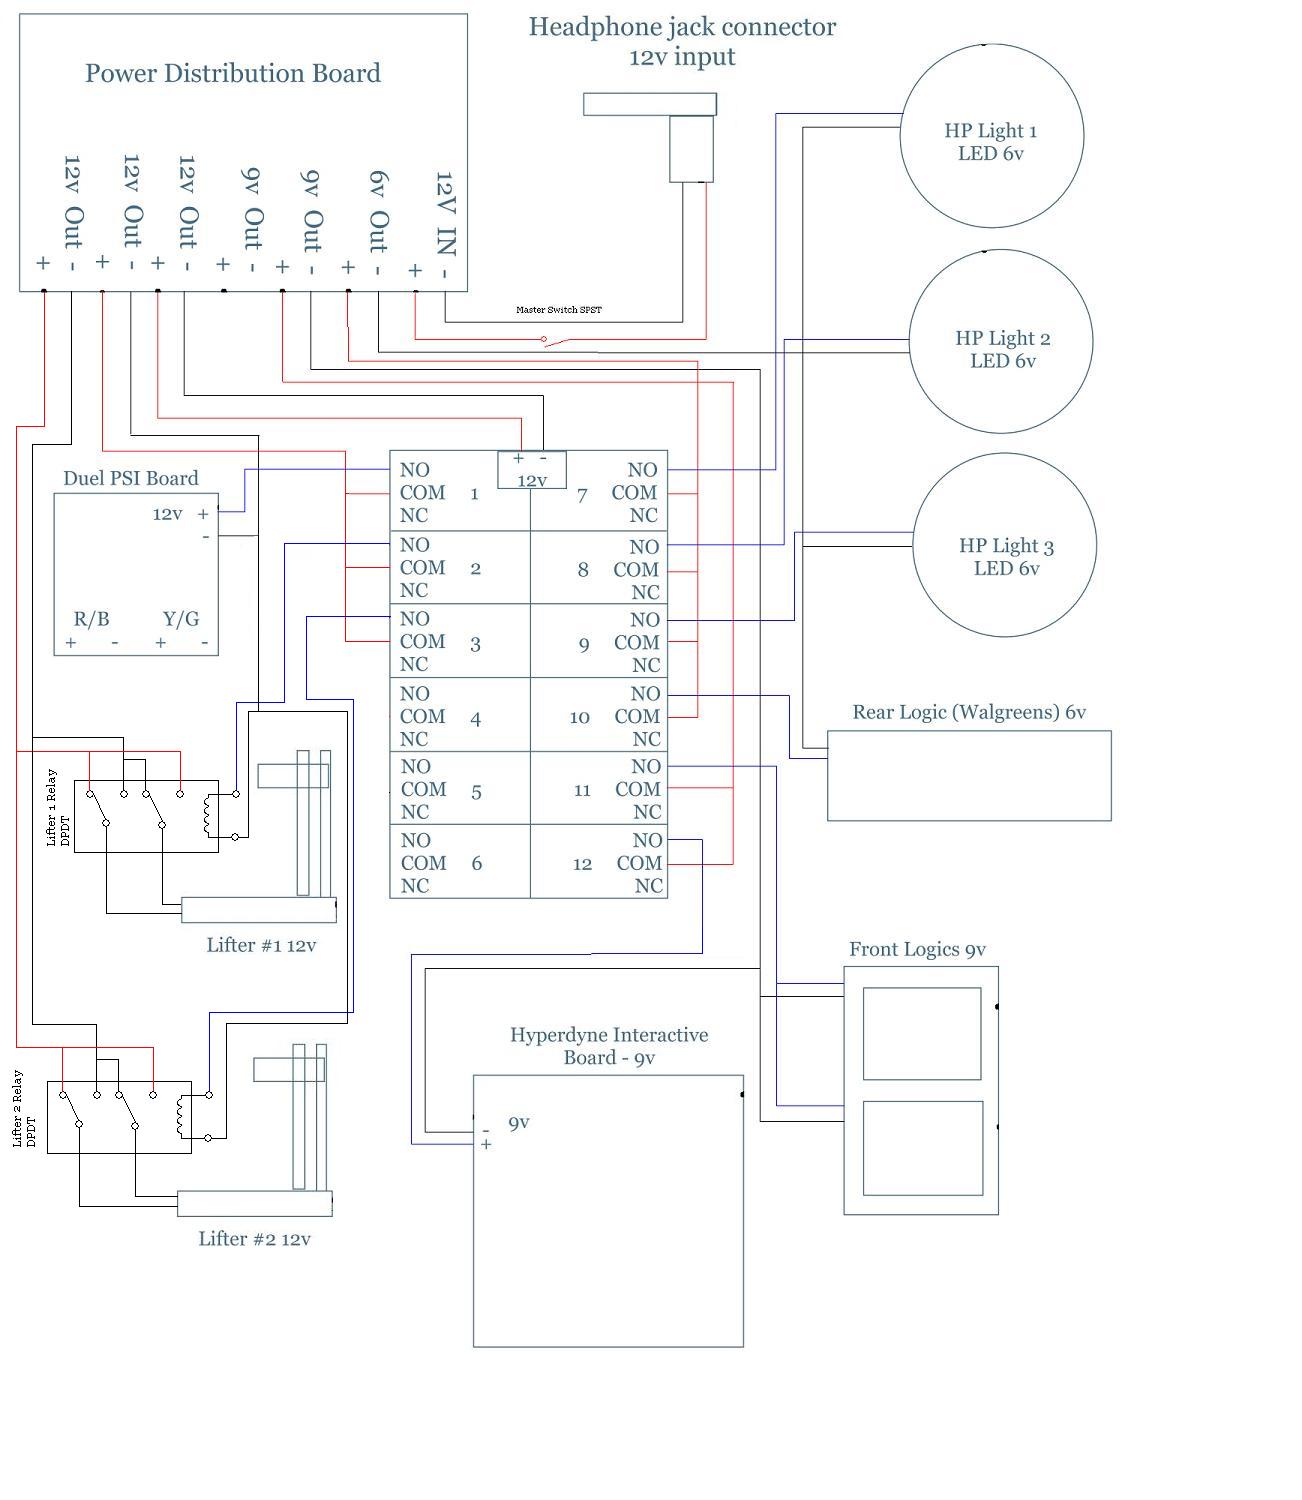 Power Distribution Board
12v Out
12v Out
12v Out
9v Out
9v Out
6v Out
12V IN
+ - + - + - + - + - + - + -
Headphone jack connector
12v input
Master Switch SPST
HP Light 1
LED 6v
HP Light 2
LED 6v
HP Light 3
LED 6v
Duel PSI Board
12v +
-
R/B Y/G
+ - + -
+ -
12v
NO
COM 1
NC
NO
COM 2
NC
NO
COM 3
NC
NO
COM 4
NC
NO
COM 5
NC
NO
COM 6
NC
NO
7 COM
NC
NO
8 COM
NC
NO
9 COM
NC
NO
10 COM
NC
NO
11 COM
NC
NO
12 COM
NC
Rear Logic (Walgreens) 6v
Lifter 1 Relay
DPDT
Lifter #1 12v
Front Logics 9v
Hyperdyne Interactive
Board - 9v
9v
-
+
Lifter 2 Relay
DPDT
Lifter #2 12v